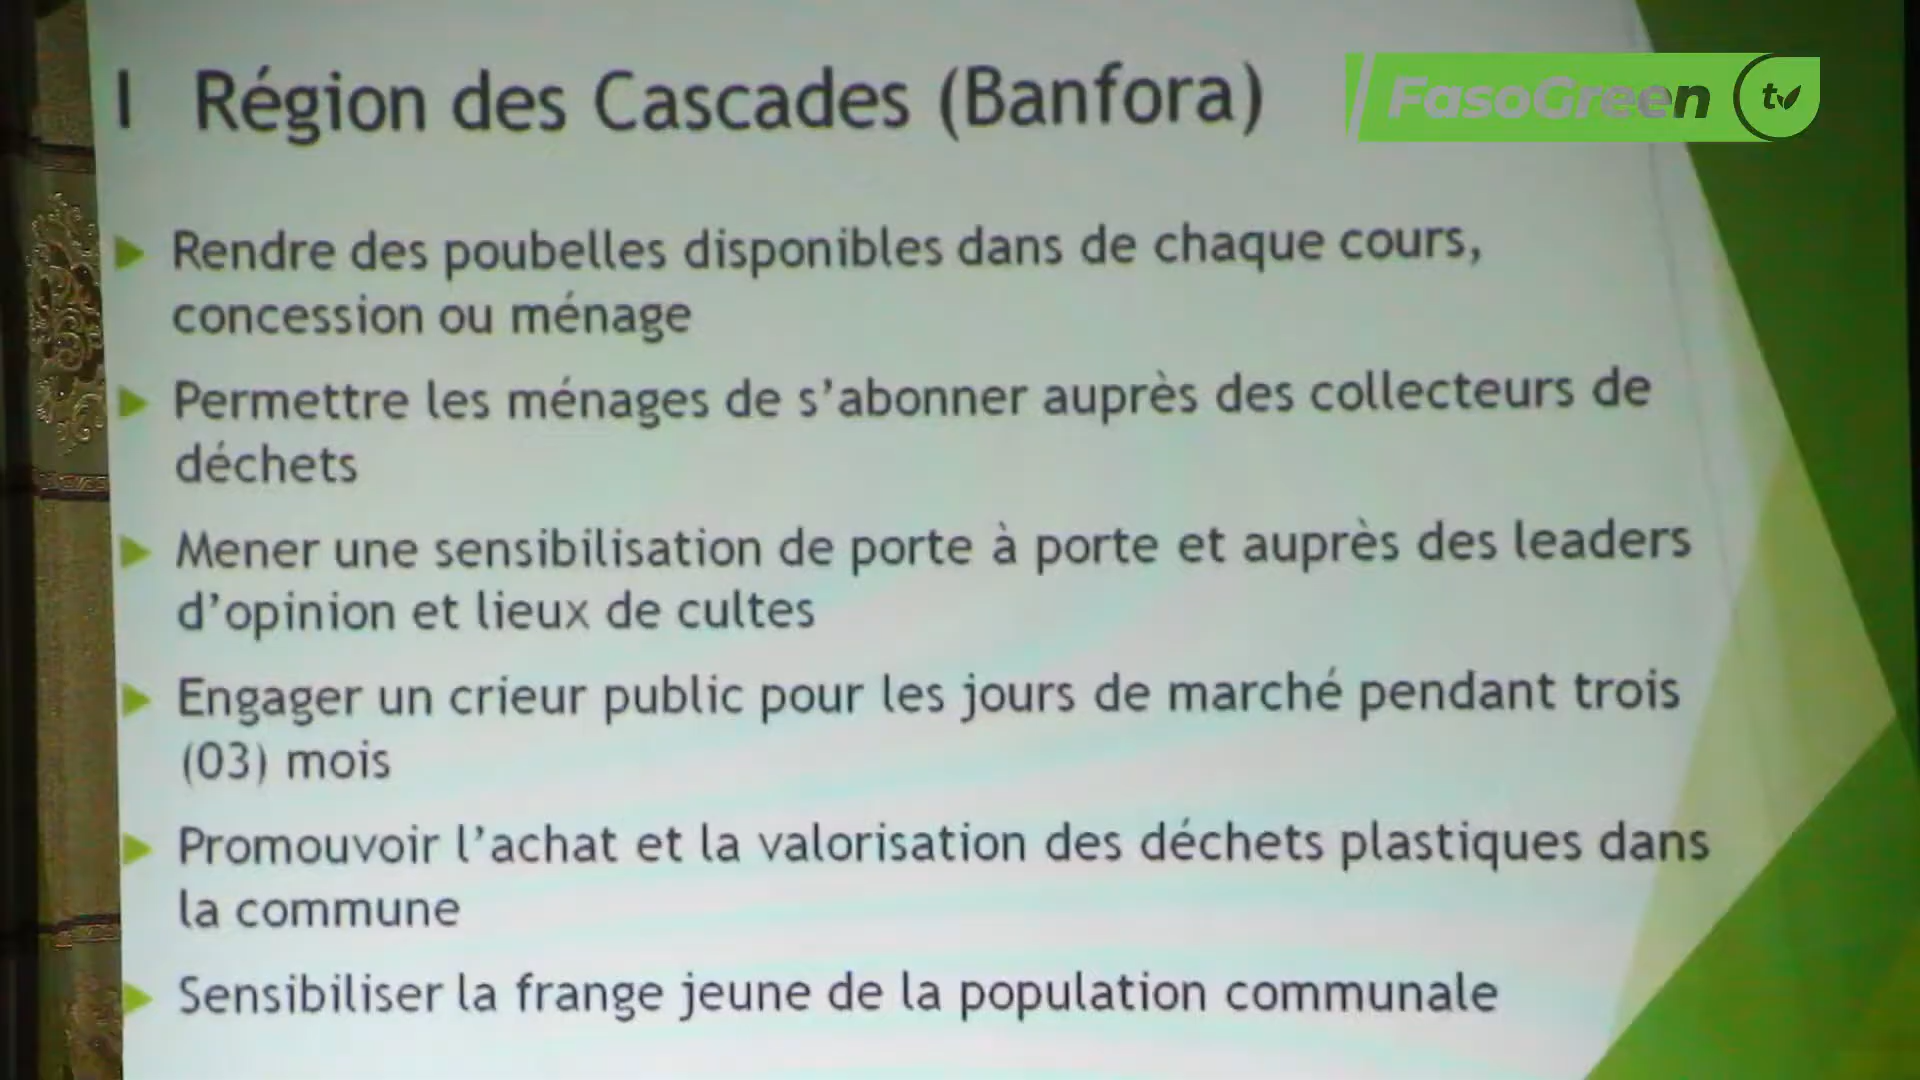 I Région des Cascades (Banfora)
FasoGreen tv
Rendre des poubelles disponibles dans de chaque cours,
concession ou ménage
Permettre les ménages de s'abonner auprès des collecteurs de
déchets
Mener une sensibilisation de porte à porte et auprès des leaders
d'opinion et lieux de cultes
Engager un crieur public pour les jours de marché pendant trois
(03) mois
Promouvoir l'achat et la valorisation des déchets plastiques dans
la commune
Sensibiliser la frange jeune de la population communale